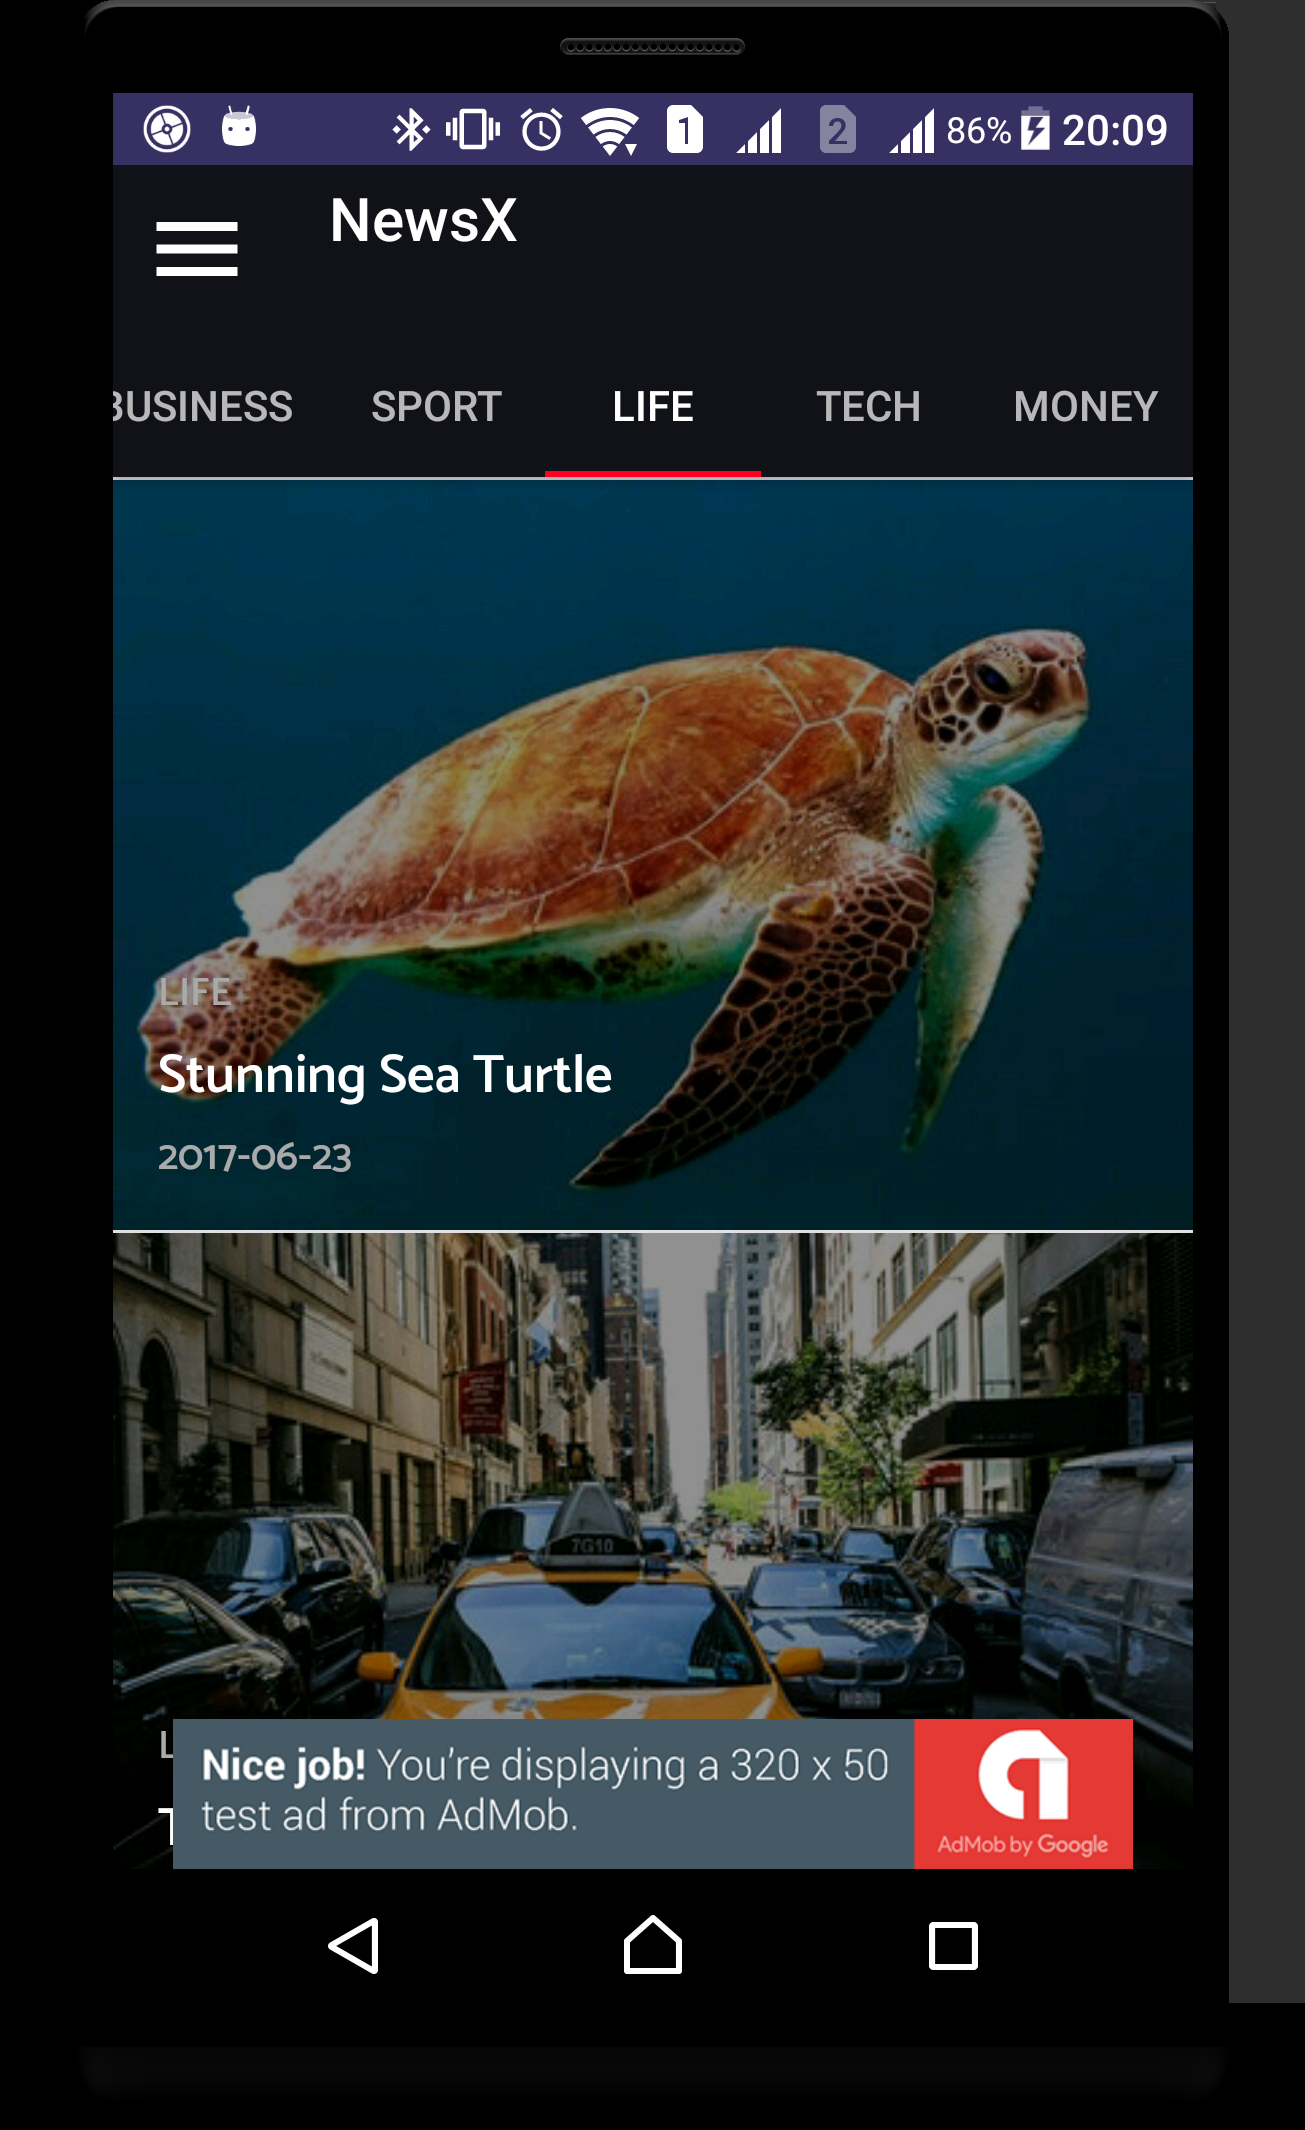 1 2 86% 20:09
NewsX
BUSINESS SPORT LIFE TECH MONEY
LIFE
Stunning Sea Turtle
2017-06-23
7G10
L
T
Nice job! You're displaying a 320 x 50
test ad from AdMob.
AdMob by Google